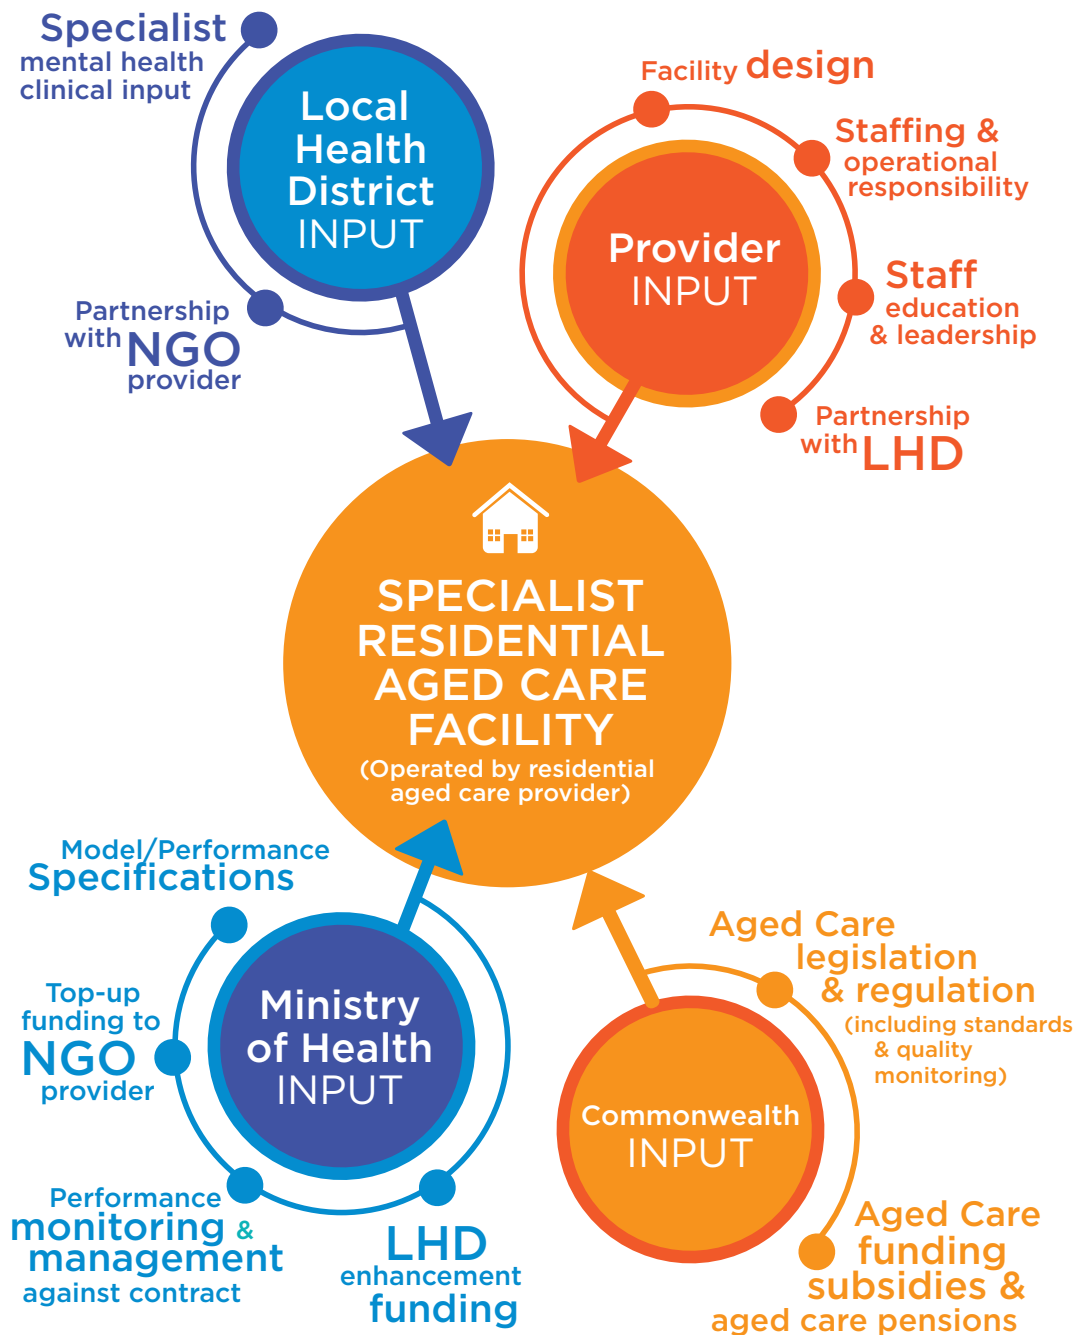 Specialist
mental health
clinical input
Local
Health
District
INPUT
Partnership
with NGO
provider
Facility design
Staffing &
operational
responsibility
Provider
INPUT
Staff
education
& leadership
Partnership
with LHD
SPECIALIST
RESIDENTIAL
AGED CARE
FACILITY
(Operated by residential
aged care provider)
Model/Performance
Specifications
Top-up
funding to
NGO
provider
Ministry
of Health
INPUT
Performance
monitoring &
management
against contract
LHD
enhancement
funding
Aged Care
legislation
& regulation
(including standards
& quality
monitoring)
Commonwealth
INPUT
Aged Care
funding
subsidies &
aged care pensions